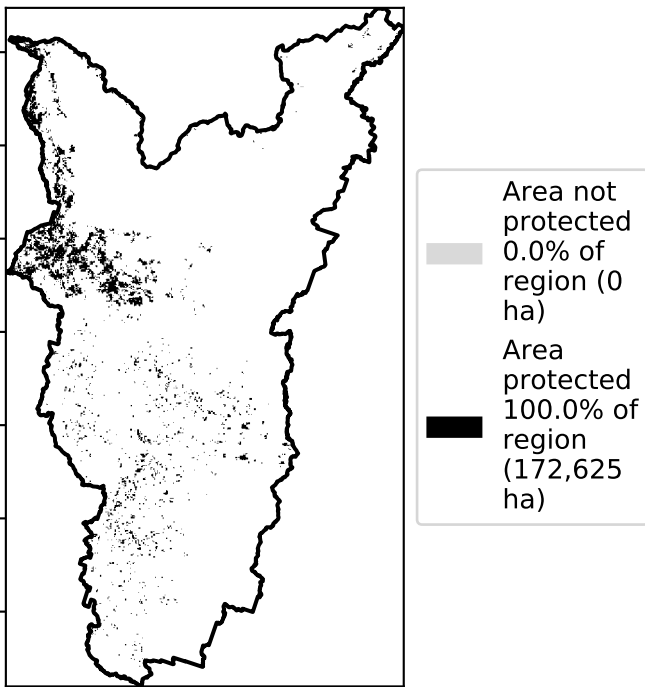 Area not
protected
0.0% of
region (0
ha)
Area
protected
100.0% of
region
(172,625
ha)